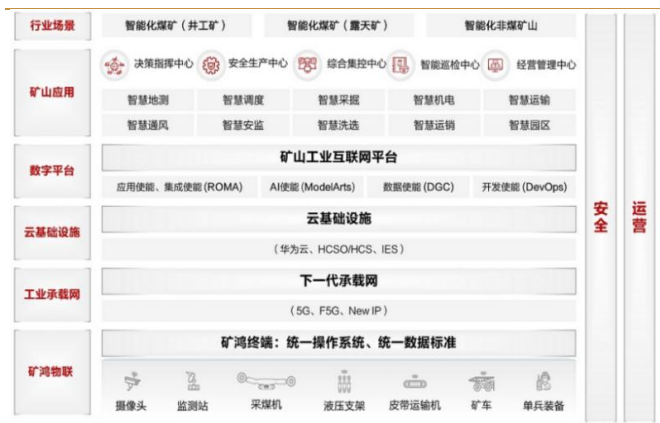 行业场景
智能化煤矿（井工矿）
智能化煤矿（露天矿）
智能化非煤矿山
矿山应用
决策指挥中心
安全生产中心
综合集控中心
智能巡检中心
经营管理中心
智慧地测
智慧调度
智慧采掘
智慧机电
智慧运输
智慧通风
智慧安监
智慧洗选
智慧运销
智慧园区
数字平台
矿山工业互联网平台
应用使能、集成使能(ROMA)
AI使能(ModelArts)
数据使能(DGC)
开发使能(DevOps)
云基础设施
云基础设施
（华为云、HCSO/HCS、IES）
工业承载网
下一代承载网
（5G、F5G、New IP）
矿鸿物联
矿鸿终端：统一操作系统、统一数据标准
摄像头
监测站
采煤机
液压支架
皮带运输机
矿车
单兵装备
安全
运营